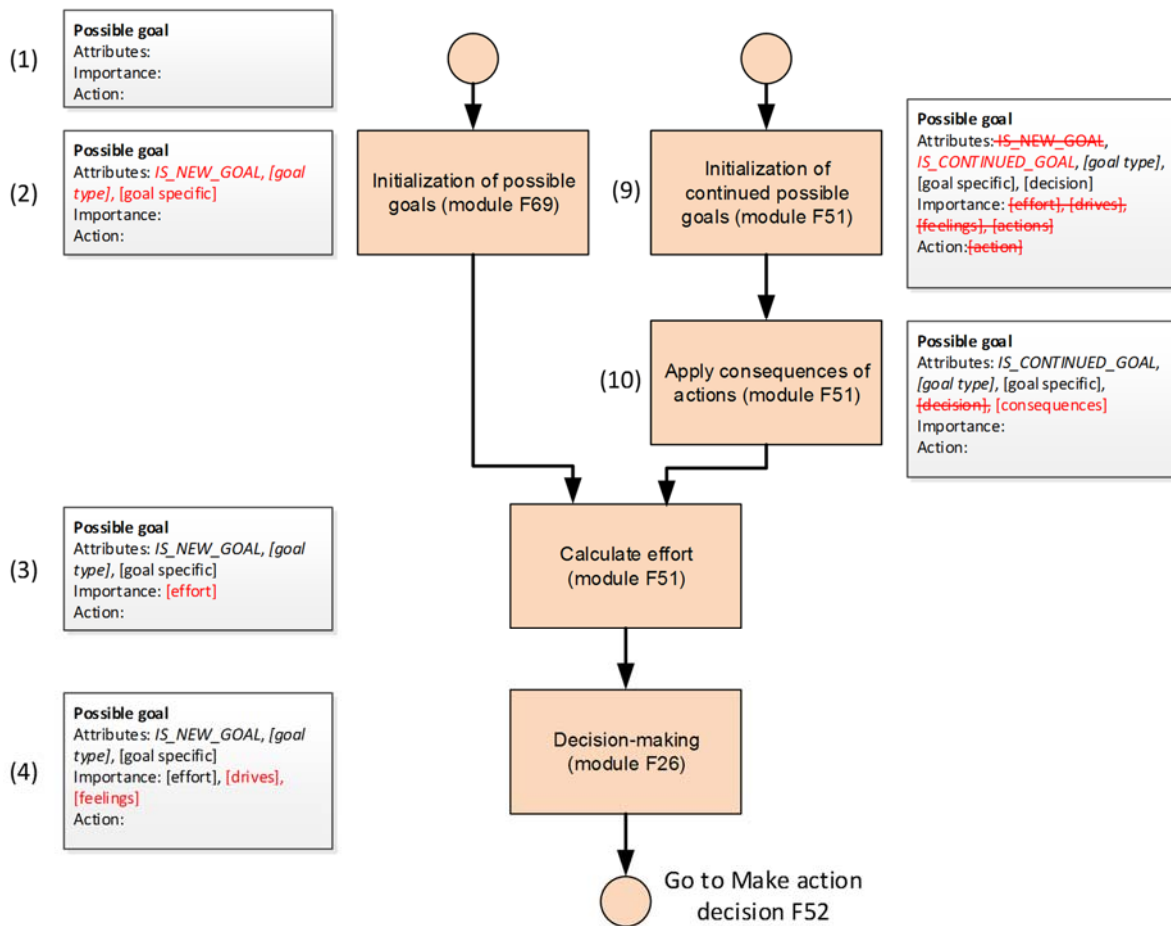 (1)
Possible goal
Attributes:
Importance:
Action:
(2)
Possible goal
Attributes: IS_NEW_GOAL, [goal
type], [goal specific]
Importance:
Action:
Initialization of possible
goals (module F69)
(9)
Initialization of
continued possible
goals (module F51)
Possible goal
Attributes: IS_NEW_GOAL,
IS_CONTINUED_GOAL, [goal type],
[goal specific], [decision]
Importance: [effort], [drives],
[feelings], [actions]
Action:[action]
(10)
Apply consequences of
actions (module F51)
Possible goal
Attributes: IS_CONTINUED_GOAL,
[goal type], [goal specific],
[decision], [consequences]
Importance:
Action:
(3)
Possible goal
Attributes: IS_NEW_GOAL, [goal
type], [goal specific]
Importance: [effort]
Action:
Calculate effort
(module F51)
(4)
Possible goal
Attributes: IS_NEW_GOAL, [goal
type], [goal specific]
Importance: [effort], [drives],
[feelings]
Action:
Decision-making
(module F26)
Go to Make action
decision F52